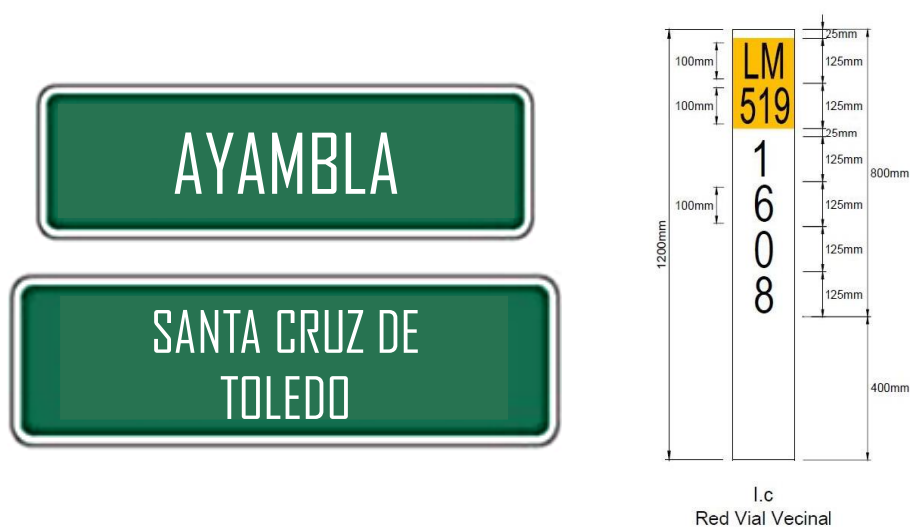 AYAMBLA
SANTA CRUZ DE
TOLEDO
LM
519
1
6
0
8
1200mm
100mm
100mm
100mm
25mm
125mm
125mm
25mm
125mm
125mm
125mm
125mm
800mm
400mm
I.c
Red Vial Vecinal